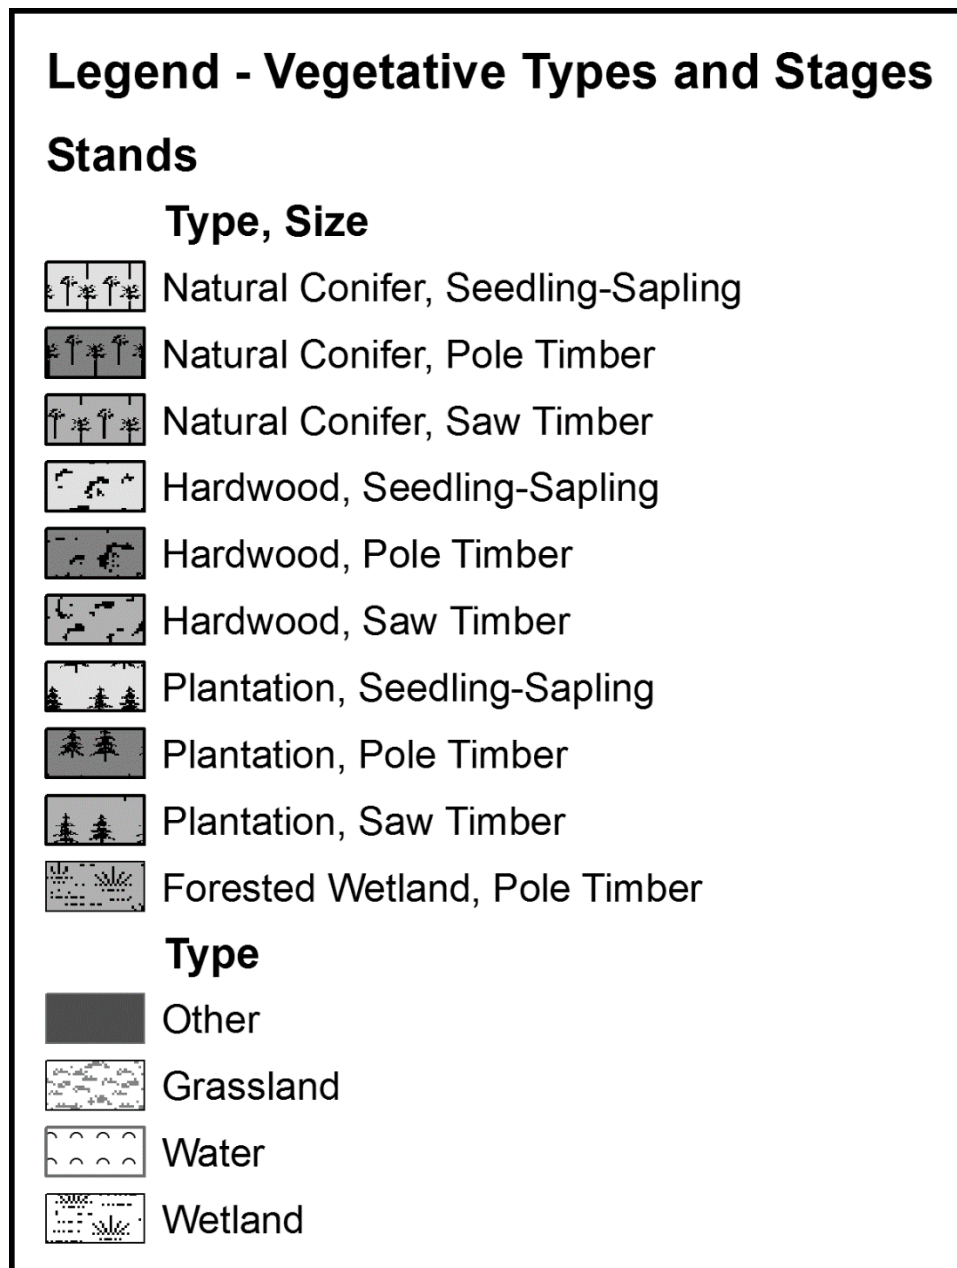 Legend - Vegetative Types and Stages
Stands
Type, Size
Natural Conifer, Seedling-Sapling
Natural Conifer, Pole Timber
Natural Conifer, Saw Timber
Hardwood, Seedling-Sapling
Hardwood, Pole Timber
Hardwood, Saw Timber
Plantation, Seedling-Sapling
Plantation, Pole Timber
Plantation, Saw Timber
Forested Wetland, Pole Timber
Type
Other
Grassland
Water
Wetland